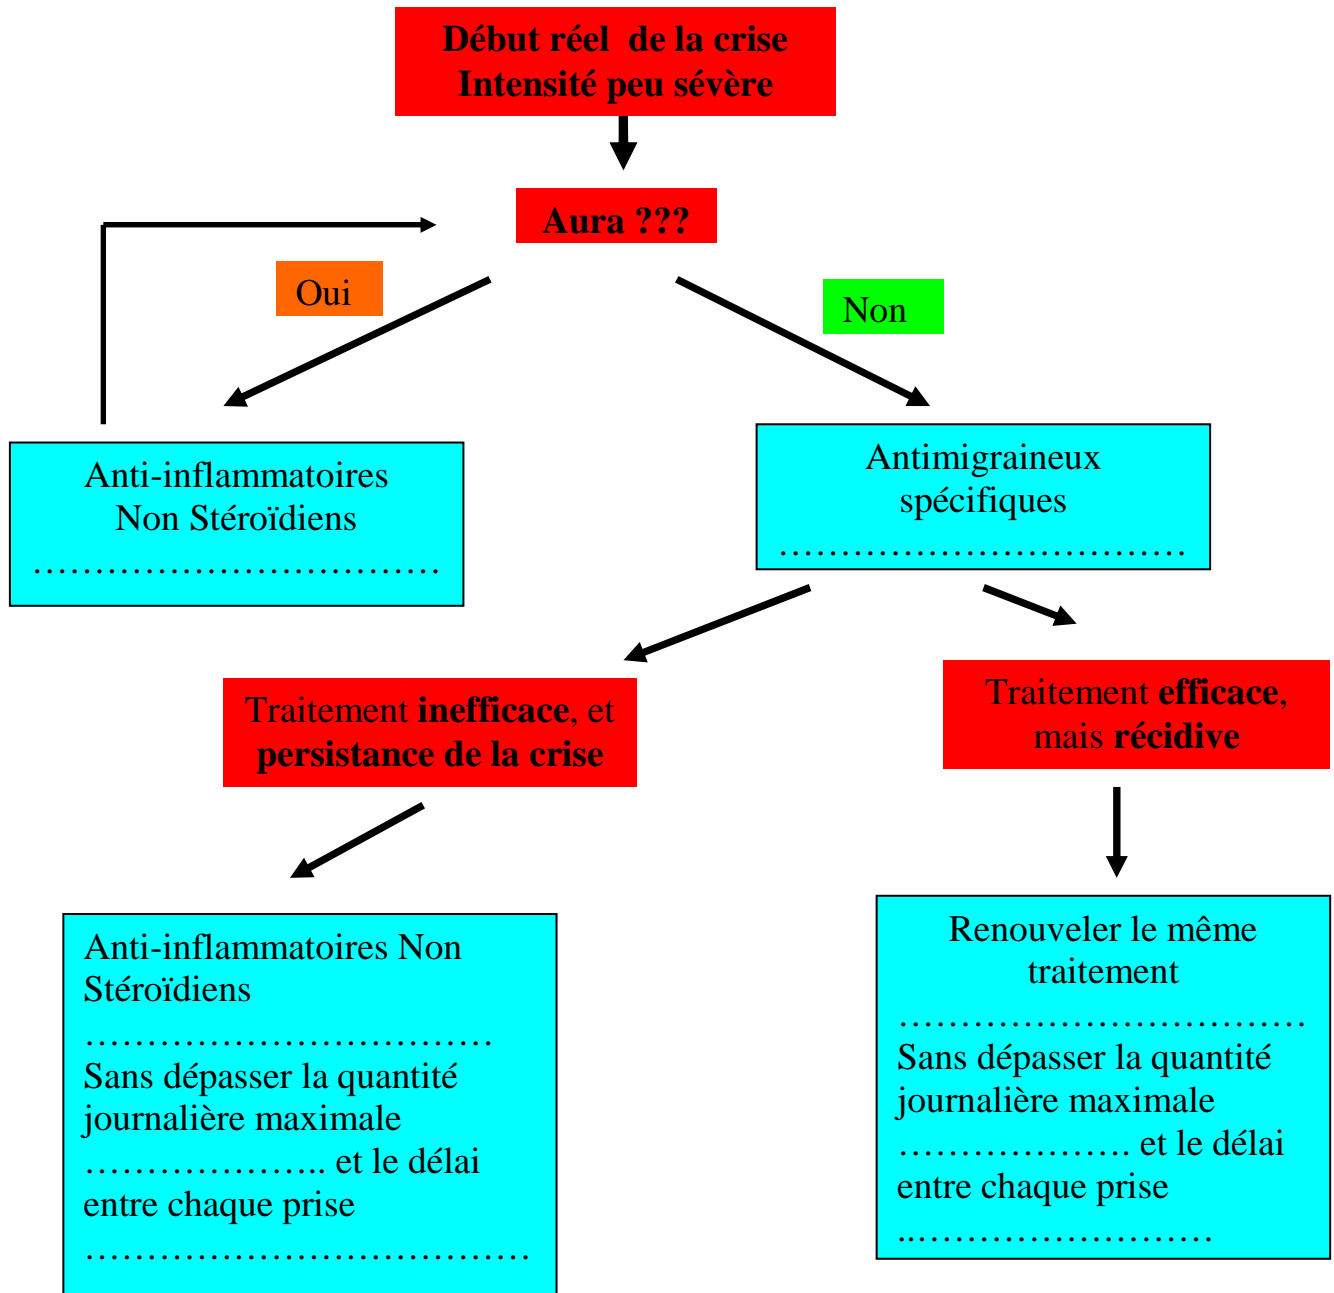 Début réel de la crise
Intensité peu sévère
Aura ???
Oui
Non
Anti-inflammatoires
Non Stéroïdiens
……………………………
Antimigraineux
spécifiques
……………………………
Traitement inefficace, et
persistance de la crise
Traitement efficace,
mais récidive
Anti-inflammatoires Non
Stéroïdiens
……………………………
Sans dépasser la quantité
journalière maximale
……………….. et le délai
entre chaque prise
………………………………
Renouveler le même
traitement
……………………………
Sans dépasser la quantité
journalière maximale
………………. et le délai
entre chaque prise
..……………………